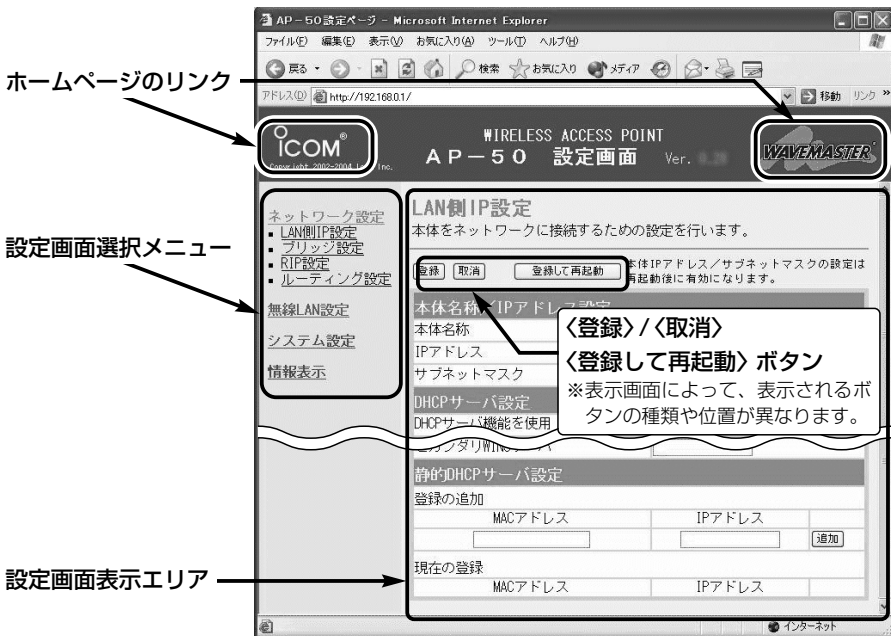 AP－50設定ページ - Microsoft Internet Explorer
ファイル(F) 編集(E) 表示(V) お気に入り(A) ツール(T) ヘルプ(H)
戻る 検索 お気に入り メディア
アドレス(D) http://192.168.0.1/ 移動 リンク »
ホームページのリンク
ICOM®
Copyright 2002-2004 Inc.
WIRELESS ACCESS POINT
AP－50 設定画面 Ver.
WAVEMASTER
設定画面選択メニュー
ネットワーク設定
▪ LAN側IP設定
▪ ブリッジ設定
▪ RIP設定
▪ ルーティング設定
無線LAN設定
システム設定
情報表示
LAN側IP設定
本体をネットワークに接続するための設定を行います。
登録 取消 登録して再起動
本体IPアドレス／サブネットマスクの設定は
再起動後に有効になります。
本体名称／IPアドレス設定
本体名称
IPアドレス
サブネットマスク
〈登録〉/〈取消〉
〈登録して再起動〉ボタン
※表示画面によって、表示されるボ
タンの種類や位置が異なります。
DHCPサーバ設定
DHCPサーバ機能を使用
静的DHCPサーバ設定
登録の追加
MACアドレス IPアドレス
追加
現在の登録
MACアドレス IPアドレス
設定画面表示エリア
インターネット